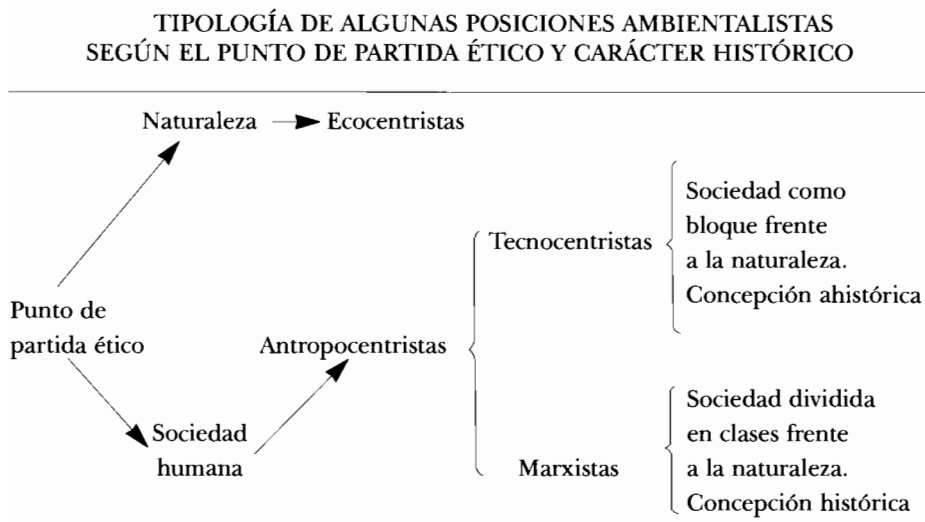 TIPOLOGÍA DE ALGUNAS POSICIONES AMBIENTALISTAS
SEGÚN EL PUNTO DE PARTIDA ÉTICO Y CARÁCTER HISTÓRICO
Naturaleza
Ecocentristas
Punto de
partida ético
Sociedad
humana
Antropocentristas
Tecnocentristas
Sociedad como
bloque frente
a la naturaleza.
Concepción ahistórica
Marxistas
Sociedad dividida
en clases frente
a la naturaleza.
Concepción histórica